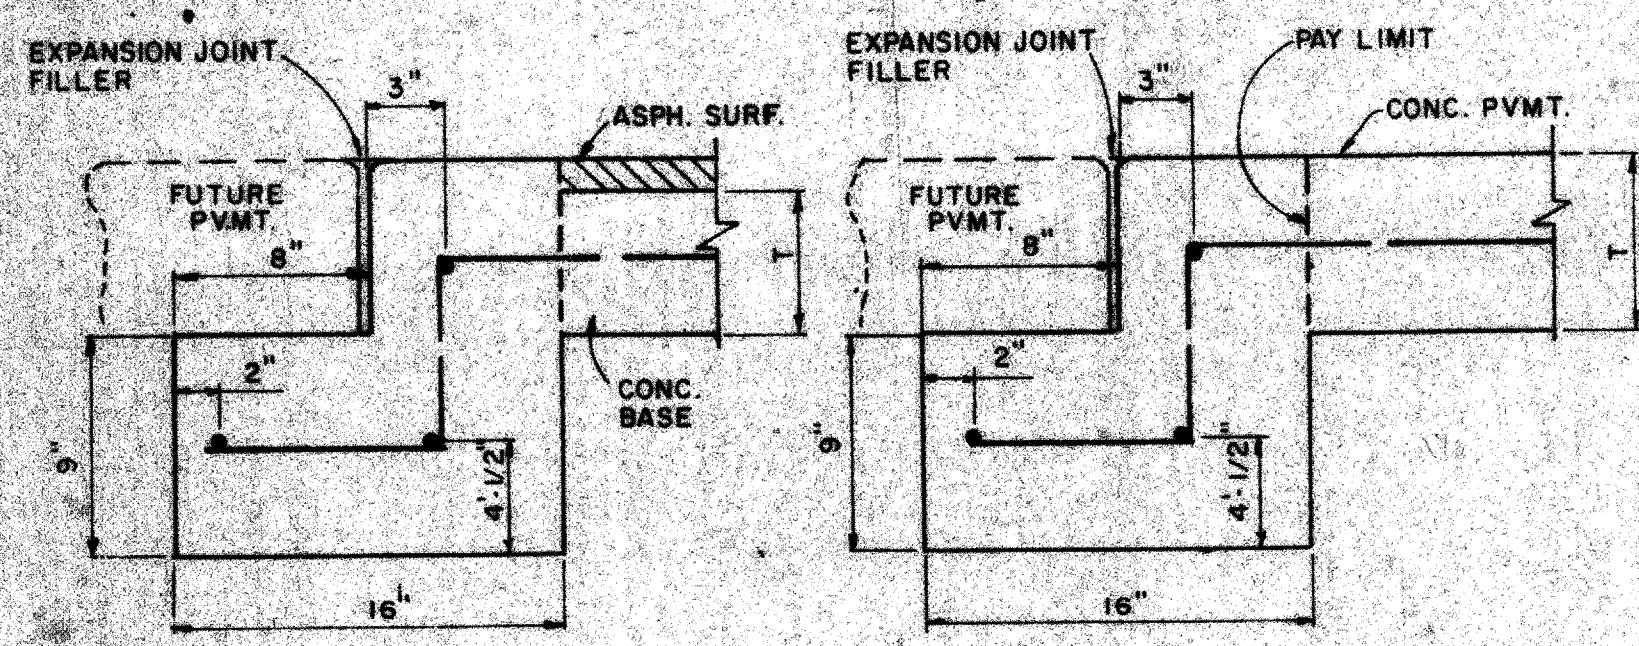 EXPANSION JOINT
FILLER
3"
ASPH. SURF.
FUTURE
PVMT.
8"
T
2"
CONC.
BASE
9"
4'-1/2"
16"
EXPANSION JOINT
FILLER
3"
PAY LIMIT
CONC. PVMT.
FUTURE
PVMT.
8"
T
2"
9"
4'-1/2"
16"